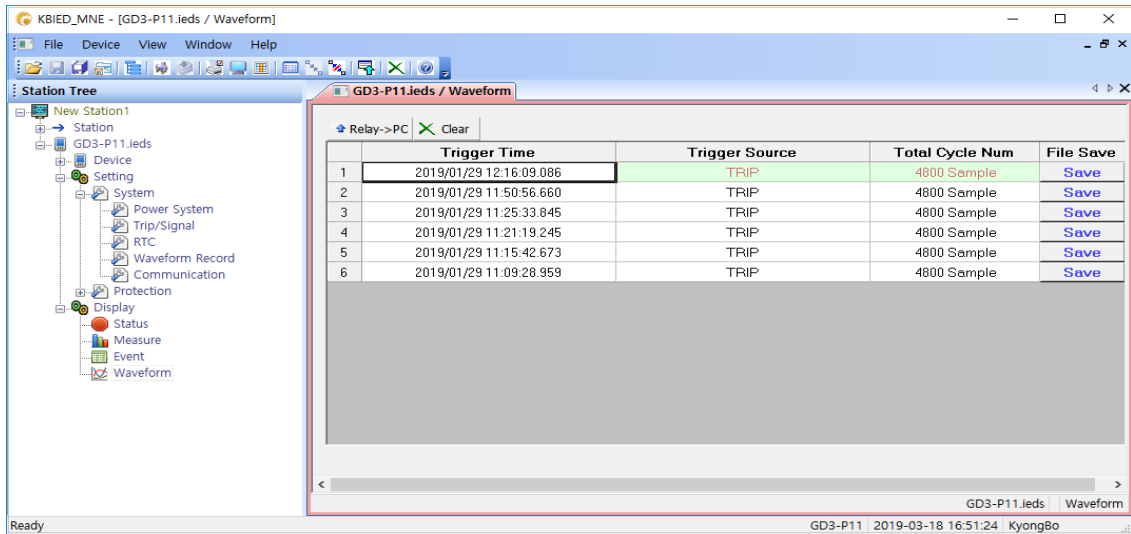 KBIED_MNE - [GD3-P11.ieds / Waveform]
File Device View Window Help
Station Tree
New Station1
Station
GD3-P11.ieds
Device
Setting
System
Power System
Trip/Signal
RTC
Waveform Record
Communication
Protection
Display
Status
Measure
Event
Waveform
GD3-P11.ieds / Waveform
Relay->PC Clear
Trigger Time Trigger Source Total Cycle Num File Save
1 2019/01/29 12:16:09.086 TRIP 4800 Sample Save
2 2019/01/29 11:50:56.660 TRIP 4800 Sample Save
3 2019/01/29 11:25:33.845 TRIP 4800 Sample Save
4 2019/01/29 11:21:19.245 TRIP 4800 Sample Save
5 2019/01/29 11:15:42.673 TRIP 4800 Sample Save
6 2019/01/29 11:09:28.959 TRIP 4800 Sample Save
GD3-P11.ieds Waveform
Ready GD3-P11 2019-03-18 16:51:24 KyongBo